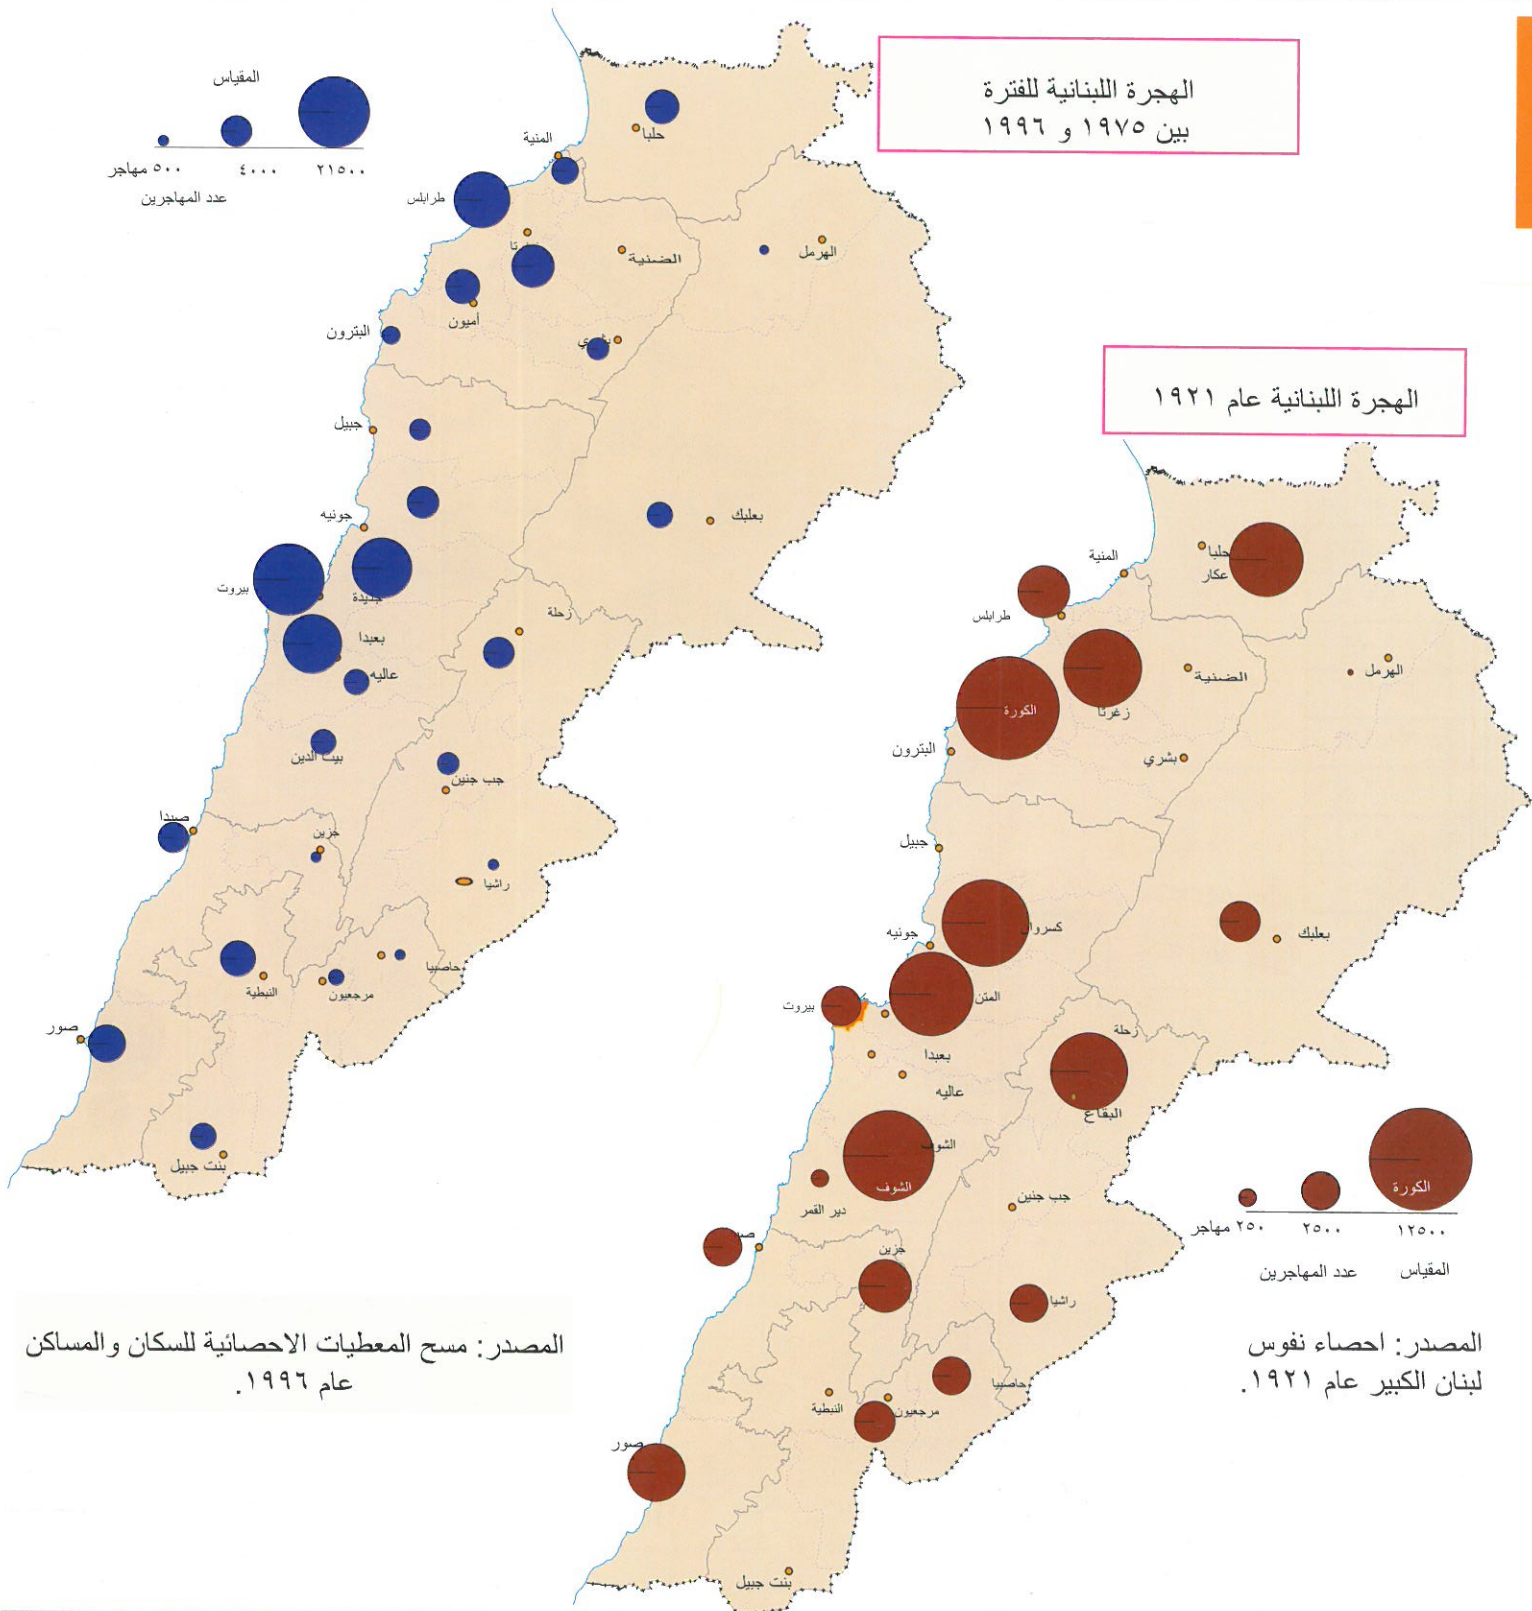 الهجرة اللبنانية للفترة
بين ١٩٧٥ و ١٩٩٦
المقياس
٥٠٠ مهاجر
٤٠٠٠
٢١٥٠٠
عدد المهاجرين
حلبا
المنية
طرابلس
الضنية
الهرمل
أميون
البترون
بشري
جبيل
جونيه
بعلبك
بيروت
جديدة
زحلة
بعبدا
عاليه
بيت الدين
جب جنين
صيدا
جزين
راشيا
حاصبيا
النبطية
مرجعيون
صور
بنت جبيل
المصدر: مسح المعطيات الاحصائية للسكان والمساكن
عام ١٩٩٦.
الهجرة اللبنانية عام ١٩٢١
حلبا
عكار
المنية
طرابلس
الضنية
الهرمل
زغرتا
الكورة
البترون
بشري
جبيل
كسروان
جونيه
بعلبك
المتن
بيروت
زحلة
بعبدا
عاليه
البقاع
الشوف
الشوف
دير القمر
جب جنين
جزين
راشيا
حاصبيا
النبطية
مرجعيون
صور
بنت جبيل
الكورة
٢٥٠ مهاجر
٢٥٠٠
١٢٥٠٠
عدد المهاجرين
المقياس
المصدر: احصاء نفوس
لبنان الكبير عام ١٩٢١.